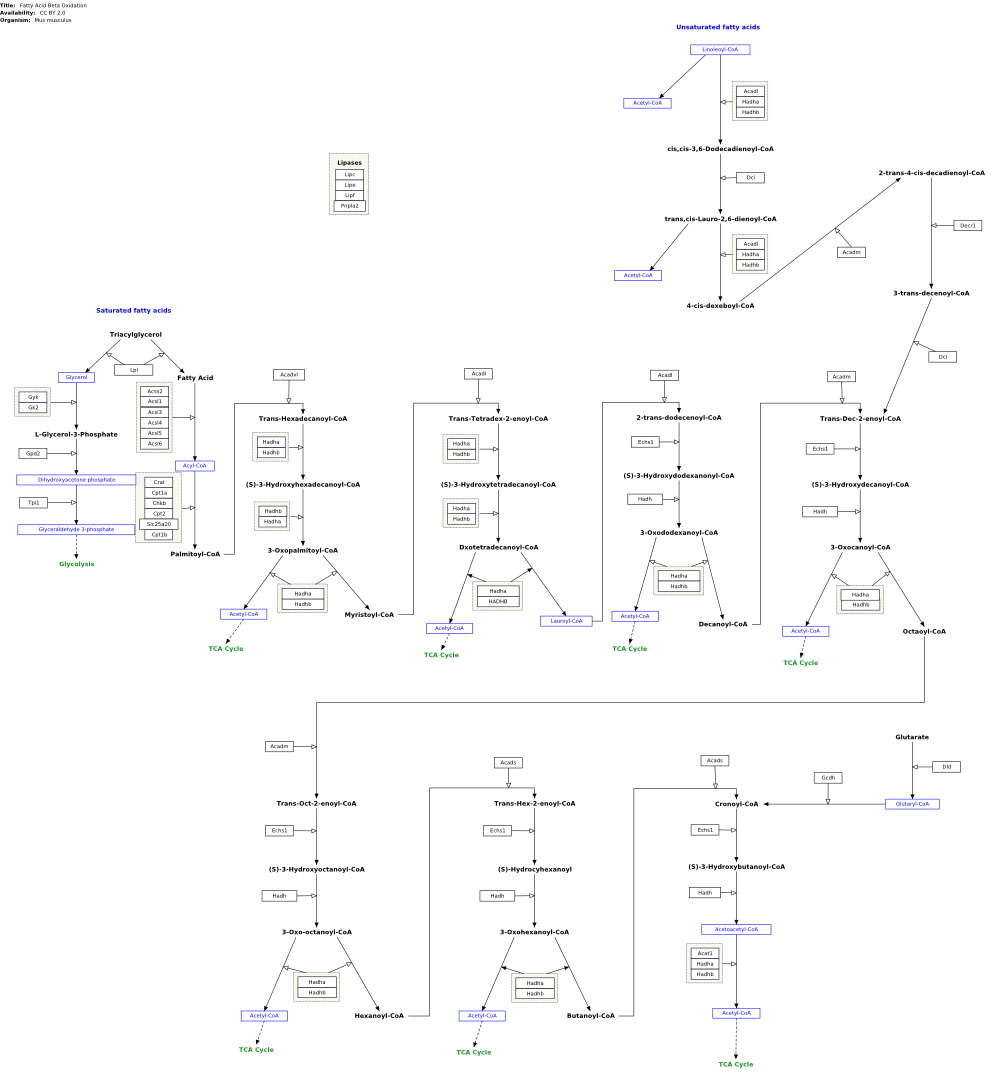 Title: Fatty Acid Beta Oxidation
Availability: CC BY 2.0
Organism: Mus musculus
Unsaturated fatty acids
Linoleoyl-CoA
Acetyl-CoA
Acadl
Hadha
Hadhb
cis,cis-3,6-Dodecadienoyl-CoA
Dci
trans,cis-Lauro-2,6-dienoyl-CoA
Acadl
Hadha
Hadhb
Acetyl-CoA
4-cis-dexeboyl-CoA
Acadm
2-trans-4-cis-decadienoyl-CoA
Decr1
3-trans-decenoyl-CoA
Dci
Lipases
Lipc
Lipe
Lipf
Pnpla2
Saturated fatty acids
Triacylglycerol
Lpl
Glycerol
Fatty Acid
Gyk
Gk2
L-Glycerol-3-Phosphate
Gpd2
Dihydroxyacetone phosphate
Tpi1
Glyceraldehyde 3-phosphate
Glycolysis
Acss2
Acsl1
Acsl3
Acsl4
Acsl5
Acsl6
Acyl-CoA
Crat
Cpt1a
Chkb
Cpt2
Slc25a20
Cpt1b
Palmitoyl-CoA
Acadvl
Trans-Hexadecanoyl-CoA
Hadha
Hadhb
(S)-3-Hydroxyhexadecanoyl-CoA
Hadhb
Hadha
3-Oxopalmitoyl-CoA
Hadha
Hadhb
Acetyl-CoA
Myristoyl-CoA
TCA Cycle
Acadl
Trans-Tetradex-2-enoyl-CoA
Hadha
Hadhb
(S)-3-Hydroxytetradecanoyl-CoA
Hadha
Hadhb
Dxotetradecanoyl-CoA
Hadha
HADHB
Acetyl-CoA
Lauroyl-CoA
TCA Cycle
Acadl
2-trans-dodecenoyl-CoA
Echs1
(S)-3-Hydroxydodexanonyl-CoA
Hadh
3-Oxododexanoyl-CoA
Hadha
Hadhb
Acetyl-CoA
Decanoyl-CoA
TCA Cycle
Acadm
Trans-Dec-2-enoyl-CoA
Echs1
(S)-3-Hydroxydecanoyl-CoA
Hadh
3-Oxocanoyl-CoA
Hadha
Hadhb
Acetyl-CoA
Octaoyl-CoA
TCA Cycle
Acadm
Trans-Oct-2-enoyl-CoA
Echs1
(S)-3-Hydroxyoctanoyl-CoA
Hadh
3-Oxo-octanoyl-CoA
Hadha
Hadhb
Acetyl-CoA
Hexanoyl-CoA
TCA Cycle
Acads
Trans-Hex-2-enoyl-CoA
Echs1
(S)-Hydrocyhexanoyl
Hadh
3-Oxohexanoyl-CoA
Hadha
Hadhb
Acetyl-CoA
Butanoyl-CoA
TCA Cycle
Acads
Cronoyl-CoA
Echs1
(S)-3-Hydroxybutanoyl-CoA
Hadh
Acetoacetyl-CoA
Acat1
Hadha
Hadhb
Acetyl-CoA
TCA Cycle
Glutarate
Dld
Gcdh
Glutaryl-CoA